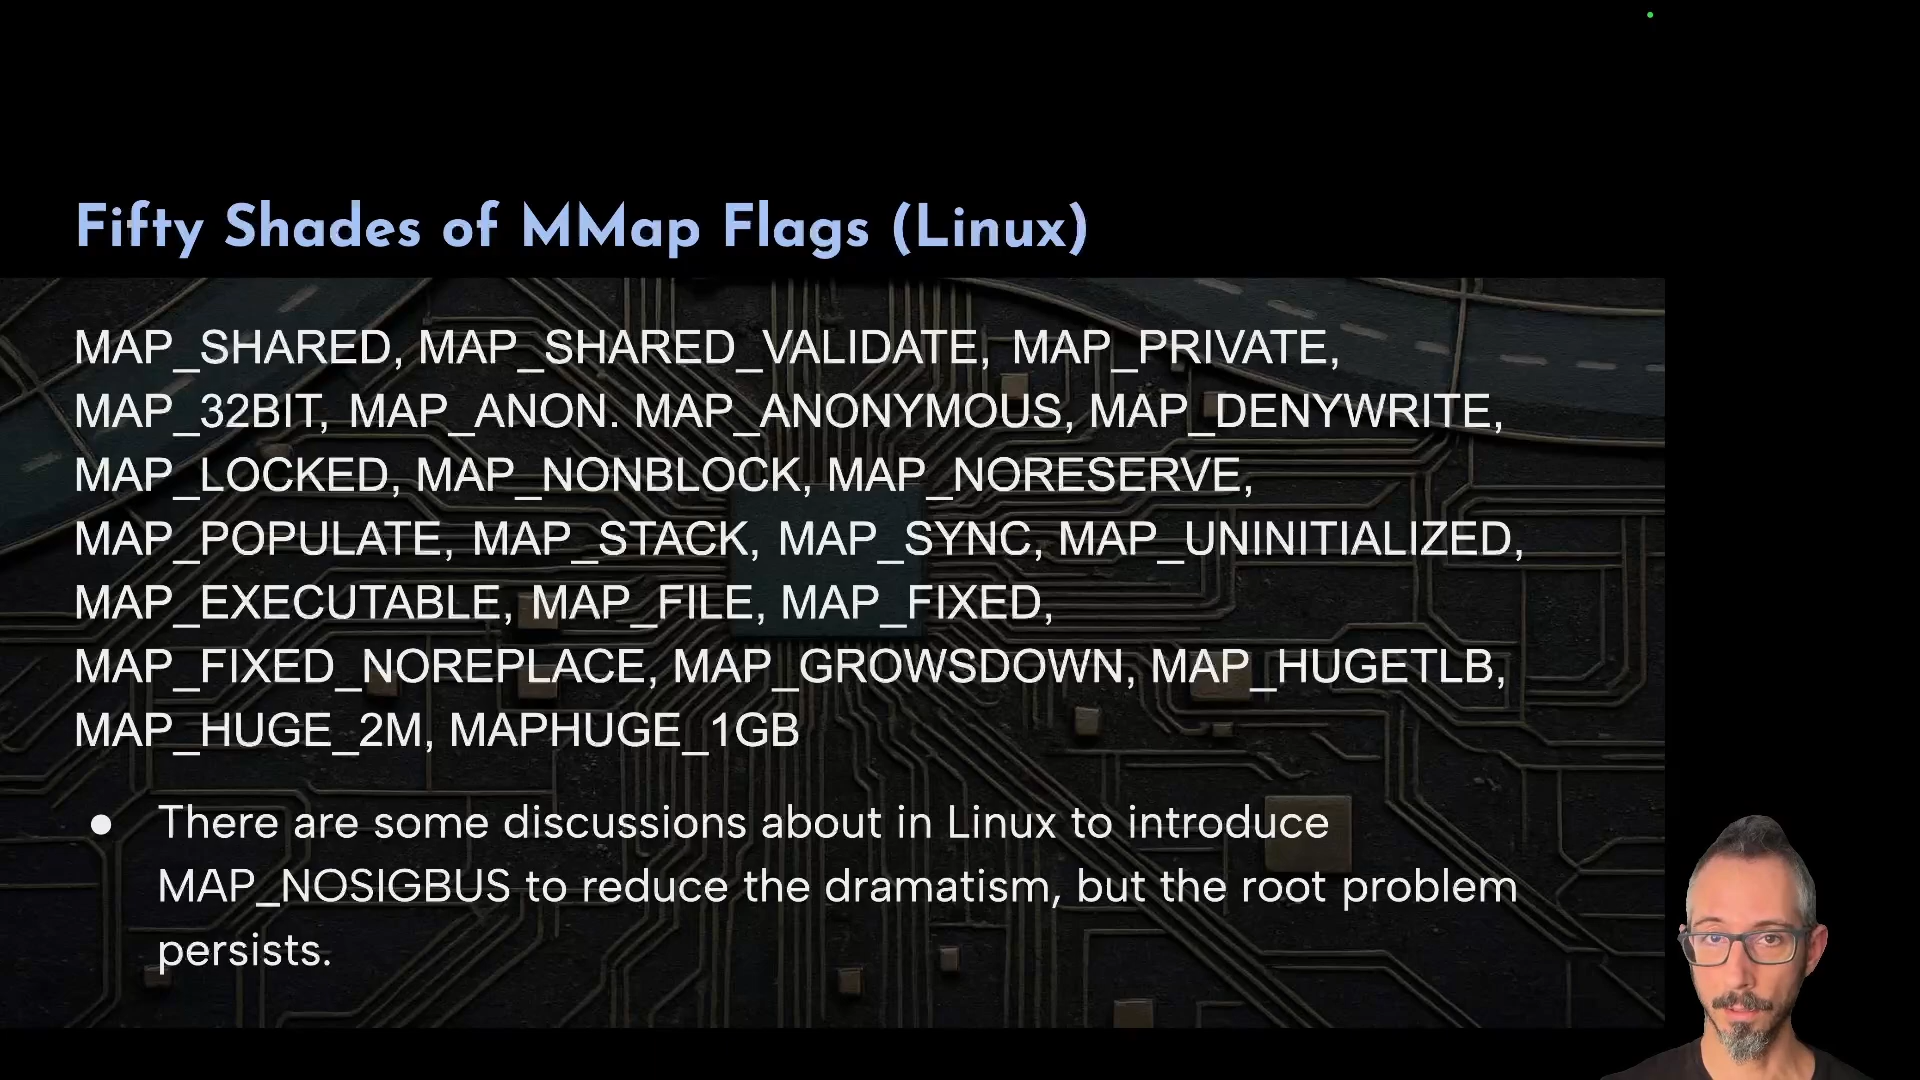 Fifty Shades of MMap Flags (Linux)
MAP_SHARED, MAP_SHARED_VALIDATE, MAP_PRIVATE,
MAP_32BIT, MAP_ANON. MAP_ANONYMOUS, MAP_DENYWRITE,
MAP_LOCKED, MAP_NONBLOCK, MAP_NORESERVE,
MAP_POPULATE, MAP_STACK, MAP_SYNC, MAP_UNINITIALIZED,
MAP_EXECUTABLE, MAP_FILE, MAP_FIXED,
MAP_FIXED_NOREPLACE, MAP_GROWSDOWN, MAP_HUGETLB,
MAP_HUGE_2M, MAPHUGE_1GB
● There are some discussions about in Linux to introduce
MAP_NOSIGBUS to reduce the dramatism, but the root problem
persists.